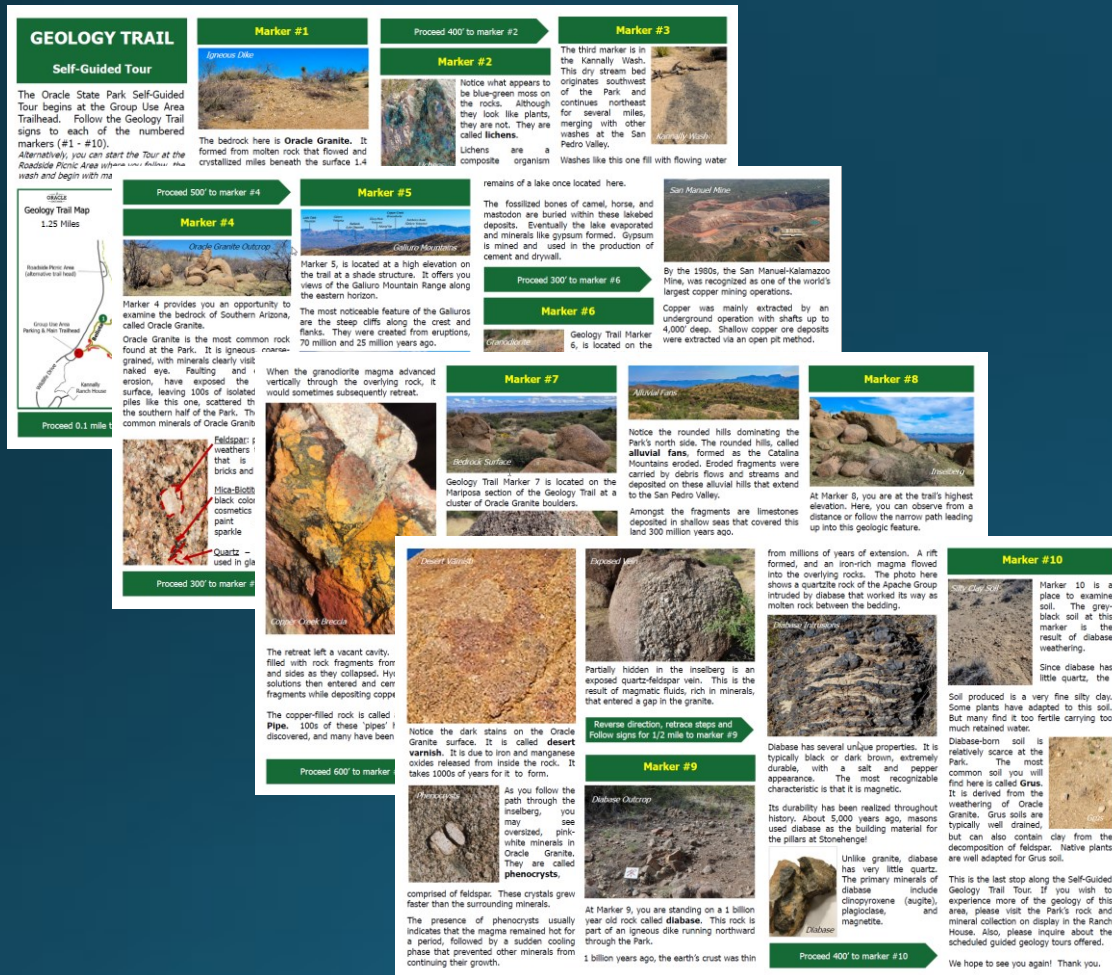 GEOLOGY TRAIL
Self-Guided Tour
The Oracle State Park Self-Guided
Tour begins at the Group Use Area
Trailhead. Follow the Geology Trail
signs to each of the numbered
markers (#1 - #10).
Alternatively, you can start the Tour at the
Roadside Picnic Area where you follow the
wash and begin with ma
ORACLE
Geology Trail Map
1.25 Miles
Roadside Picnic Area
(alternative trail head)
Group Use Area
Parking & Main Trailhead
Wildlife Drive
Kannally
Ranch House
Proceed 0.1 mile t
Marker #1
Igneous Dike
The bedrock here is Oracle Granite. It
formed from molten rock that flowed and
crystallized miles beneath the surface 1.4
Proceed 400' to marker #2
Marker #2
Notice what appears to
be blue-green moss on
the rocks. Although
they look like plants,
they are not. They are
called lichens.
Lichens are a
composite organism
Marker #3
The third marker is in
the Kannally Wash.
This dry stream bed
originates southwest
of the Park and
continues northeast
for several miles,
merging with other
washes at the San
Pedro Valley.
Kannally Wash
Washes like this one fill with flowing water
Proceed 500' to marker #4
Marker #4
Oracle Granite Outcrop
Marker 4 provides you an opportunity to
examine the bedrock of Southern Arizona,
called Oracle Granite.
Oracle Granite is the most common rock
found at the Park. It is igneous, coarse-
grained, with minerals clearly visib
naked eye. Faulting and
erosion, have exposed the
surface, leaving 100s of isolated
piles like this one, scattered th
the southern half of the Park. Th
common minerals of Oracle Granit
Feldspar: p
weathers t
that is
bricks and
Mica-Biotit
black color
cosmetics
paint
sparkle
Quartz –
used in gla
Proceed 300' to marker #
Marker #5
Galiuro Mountains
Marker 5, is located at a high elevation on
the trail at a shade structure. It offers you
views of the Galiuro Mountain Range along
the eastern horizon.
The most noticeable feature of the Galiuros
are the steep cliffs along the crest and
flanks. They were created from eruptions,
70 million and 25 million years ago.
remains of a lake once located here.
The fossilized bones of camel, horse, and
mastodon are buried within these lakebed
deposits. Eventually the lake evaporated
and minerals like gypsum formed. Gypsum
is mined and used in the production of
cement and drywall.
Proceed 300' to marker #6
Marker #6
Granodiorite
Geology Trail Marker
6, is located on the
San Manuel Mine
By the 1980s, the San Manuel-Kalamazoo
Mine, was recognized as one of the world's
largest copper mining operations.
Copper was mainly extracted by an
underground operation with shafts up to
4,000' deep. Shallow copper ore deposits
were extracted via an open pit method.
When the granodiorite magma advanced
vertically through the overlying rock, it
would sometimes subsequently retreat.
Copper Creek Breccia
The retreat left a vacant cavity.
filled with rock fragments from
and sides as they collapsed. Hyd
solutions then entered and cem
fragments while depositing coppe
The copper-filled rock is called
Pipe. 100s of these 'pipes' h
discovered, and many have been
Proceed 600' to marker
Marker #7
Bedrock Surface
Geology Trail Marker 7 is located on the
Mariposa section of the Geology Trail at a
cluster of Oracle Granite boulders.
Alluvial Fans
Notice the rounded hills dominating the
Park's north side. The rounded hills, called
alluvial fans, formed as the Catalina
Mountains eroded. Eroded fragments were
carried by debris flows and streams and
deposited on these alluvial hills that extend
to the San Pedro Valley.
Amongst the fragments are limestones
deposited in shallow seas that covered this
land 300 million years ago.
Marker #8
Inselberg
At Marker 8, you are at the trail's highest
elevation. Here, you can observe from a
distance or follow the narrow path leading
up into this geologic feature.
Desert Varnish
Notice the dark stains on the Oracle
Granite surface. It is called desert
varnish. It is due to iron and manganese
oxides released from inside the rock. It
takes 1000s of years for it to form.
Phenocrysts
As you follow the
path through the
inselberg, you
may see
oversized, pink-
white minerals in
Oracle Granite.
They are called
phenocrysts,
comprised of feldspar. These crystals grew
faster than the surrounding minerals.
The presence of phenocrysts usually
indicates that the magma remained hot for
a period, followed by a sudden cooling
phase that prevented other minerals from
continuing their growth.
Exposed Vein
Partially hidden in the inselberg is an
exposed quartz-feldspar vein. This is the
result of magmatic fluids, rich in minerals,
that entered a gap in the granite.
Reverse direction, retrace steps and
Follow signs for 1/2 mile to marker #9
Marker #9
Diabase Outcrop
At Marker 9, you are standing on a 1 billion
year old rock called diabase. This rock is
part of an igneous dike running northward
through the Park.
1 billion years ago, the earth's crust was thin
from millions of years of extension. A rift
formed, and an iron-rich magma flowed
into the overlying rocks. The photo here
shows a quartzite rock of the Apache Group
intruded by diabase that worked its way as
molten rock between the bedding.
Diabase Intrusions
Diabase has several unique properties. It is
typically black or dark brown, extremely
durable, with a salt and pepper
appearance. The most recognizable
characteristic is that it is magnetic.
Its durability has been realized throughout
history. About 5,000 years ago, masons
used diabase as the building material for
the pillars at Stonehenge!
Diabase
Unlike granite, diabase
has very little quartz.
The primary minerals of
diabase include
clinopyroxene (augite),
plagioclase, and
magnetite.
Proceed 400' to marker #10
Marker #10
Silty Clay Soil
Marker 10 is a
place to examine
soil. The grey-
black soil at this
marker is the
result of diabase
weathering.
Since diabase has
little quartz, the
Soil produced is a very fine silty clay.
Some plants have adapted to this soil.
But many find it too fertile carrying too
much retained water.
Diabase-born soil is
relatively scarce at the
Park. The most
common soil you will
find here is called Grus.
It is derived from the
weathering of Oracle
Granite. Grus soils are
typically well drained,
Grus
but can also contain clay from the
decomposition of feldspar. Native plants
are well adapted for Grus soil.
This is the last stop along the Self-Guided
Geology Trail Tour. If you wish to
experience more of the geology of this
area, please visit the Park's rock and
mineral collection on display in the Ranch
House. Also, please inquire about the
scheduled guided geology tours offered.
We hope to see you again! Thank you.